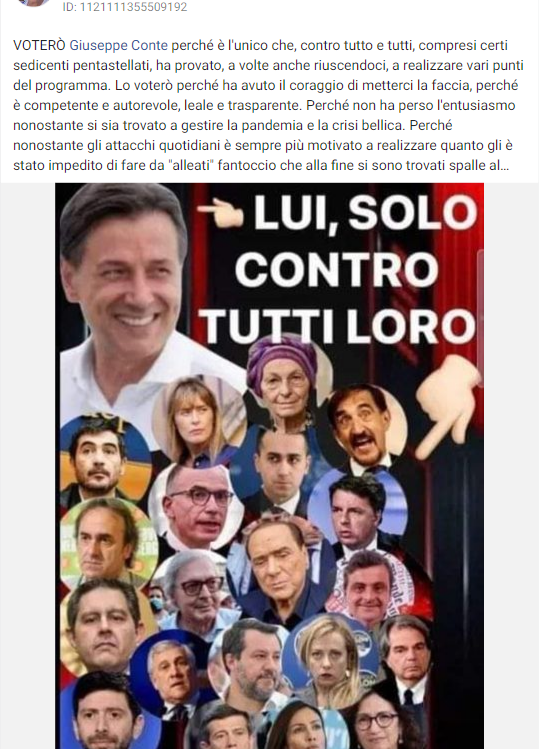 ID: 1121111355509192
VOTERÒ Giuseppe Conte perché è l'unico che, contro tutto e tutti, compresi certi
sedicenti pentastellati, ha provato, a volte anche riuscendoci, a realizzare vari punti
del programma. Lo voterò perché ha avuto il coraggio di metterci la faccia, perché
è competente e autorevole, leale e trasparente. Perché non ha perso l'entusiasmo
nonostante si sia trovato a gestire la pandemia e la crisi bellica. Perché
nonostante gli attacchi quotidiani è sempre più motivato a realizzare quanto gli è
stato impedito di fare da "alleati" fantoccio che alla fine si sono trovati spalle al...
LUI, SOLO
CONTRO
TUTTI LORO